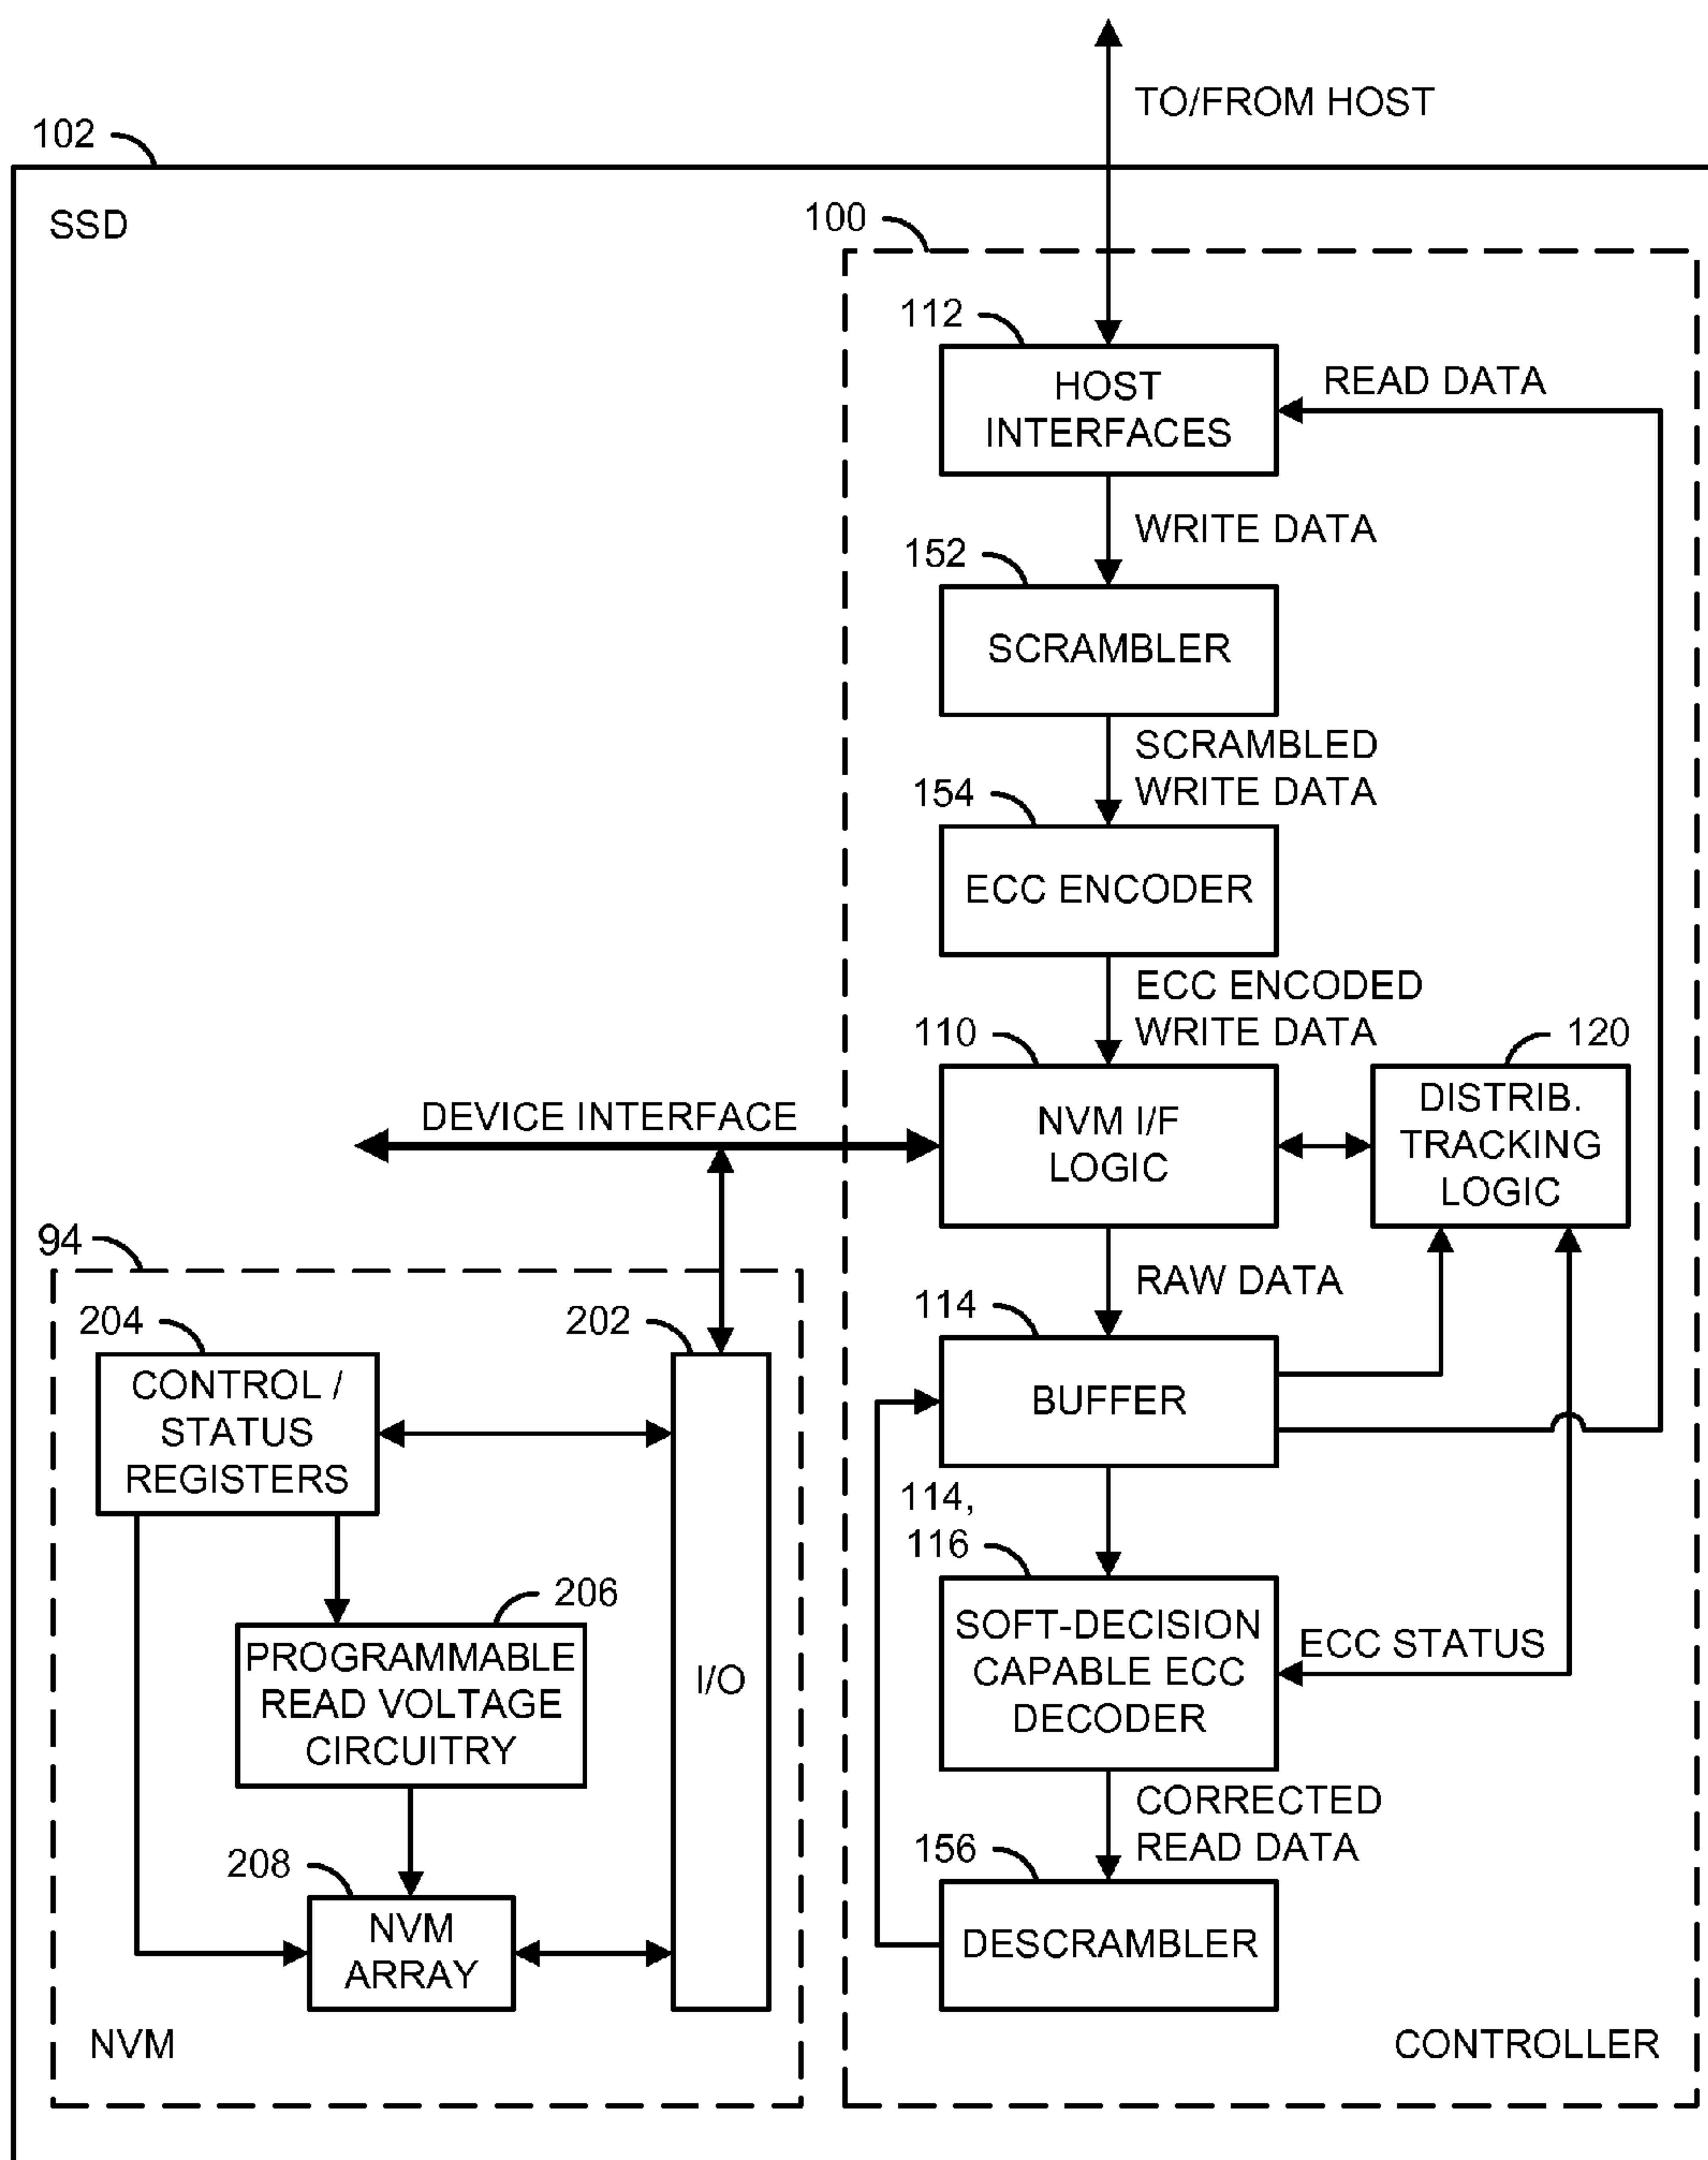 TO/FROM HOST
102
SSD
100
112
HOST
INTERFACES
READ DATA
WRITE DATA
152
SCRAMBLER
SCRAMBLED
WRITE DATA
154
ECC ENCODER
ECC ENCODED
WRITE DATA
110
120
NVM I/F
LOGIC
DISTRIB.
TRACKING
LOGIC
DEVICE INTERFACE
94
RAW DATA
204
202
114
CONTROL /
STATUS
REGISTERS
BUFFER
114,
116
206
PROGRAMMABLE
READ VOLTAGE
CIRCUITRY
I/O
SOFT-DECISION
CAPABLE ECC
DECODER
ECC STATUS
CORRECTED
READ DATA
208
156
NVM
ARRAY
DESCRAMBLER
NVM
CONTROLLER